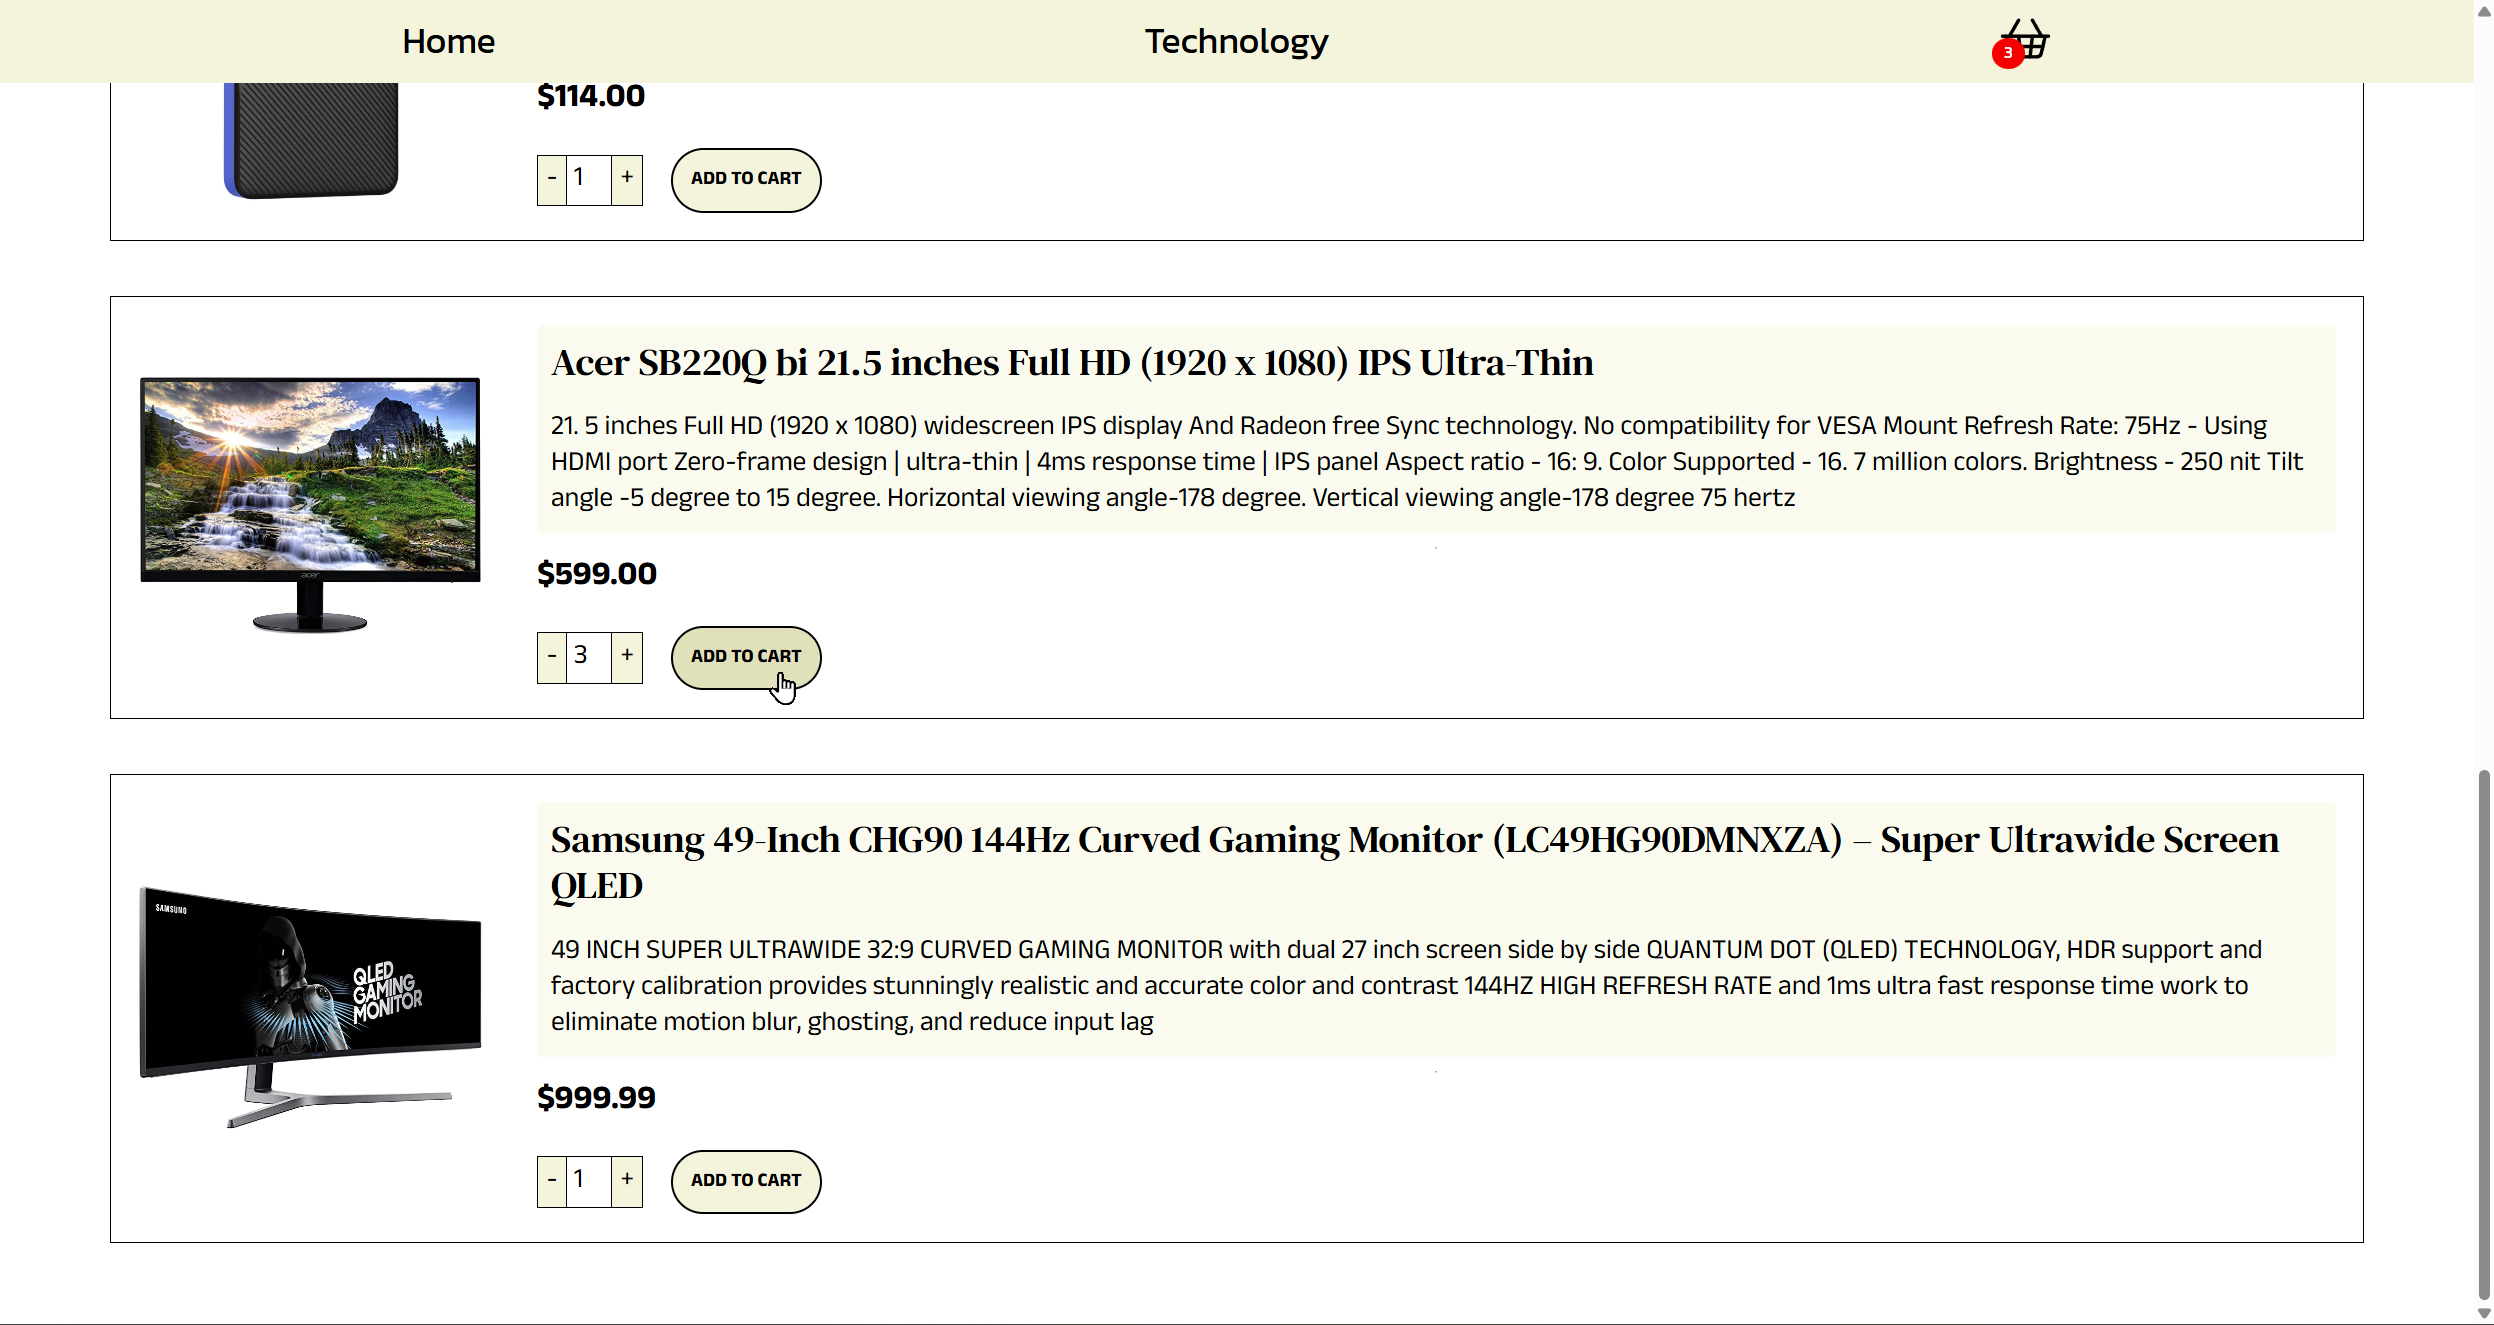 Home
Technology
3
$114.00
- 1 +
ADD TO CART
Acer SB220Q bi 21.5 inches Full HD (1920 x 1080) IPS Ultra-Thin
21. 5 inches Full HD (1920 x 1080) widescreen IPS display And Radeon free Sync technology. No compatibility for VESA Mount Refresh Rate: 75Hz - Using
HDMI port Zero-frame design | ultra-thin | 4ms response time | IPS panel Aspect ratio - 16: 9. Color Supported - 16. 7 million colors. Brightness - 250 nit Tilt
angle -5 degree to 15 degree. Horizontal viewing angle-178 degree. Vertical viewing angle-178 degree 75 hertz
acer
$599.00
- 3 +
ADD TO CART
Samsung 49-Inch CHG90 144Hz Curved Gaming Monitor (LC49HG90DMNXZA) – Super Ultrawide Screen
QLED
SAMSUNG
QLED
GAMING
MONITOR
49 INCH SUPER ULTRAWIDE 32:9 CURVED GAMING MONITOR with dual 27 inch screen side by side QUANTUM DOT (QLED) TECHNOLOGY, HDR support and
factory calibration provides stunningly realistic and accurate color and contrast 144HZ HIGH REFRESH RATE and 1ms ultra fast response time work to
eliminate motion blur, ghosting, and reduce input lag
$999.99
- 1 +
ADD TO CART